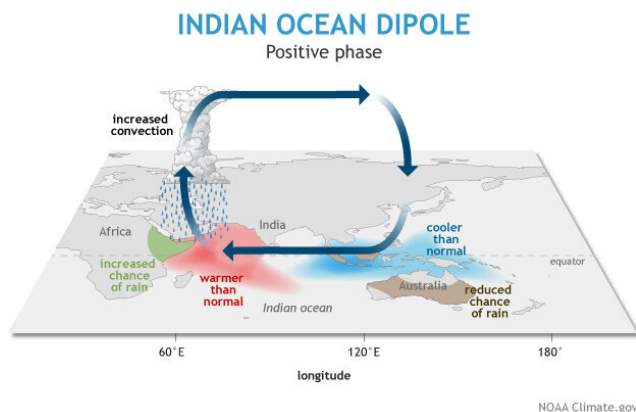 INDIAN OCEAN DIPOLE
Positive phase
increased
convection
Africa
India
cooler
than
normal
increased
chance
of rain
warmer
than
normal
equator
Australia
reduced
chance
of rain
Indian ocean
60°E
120°E
180°
longitude
NOAA Climate.gov